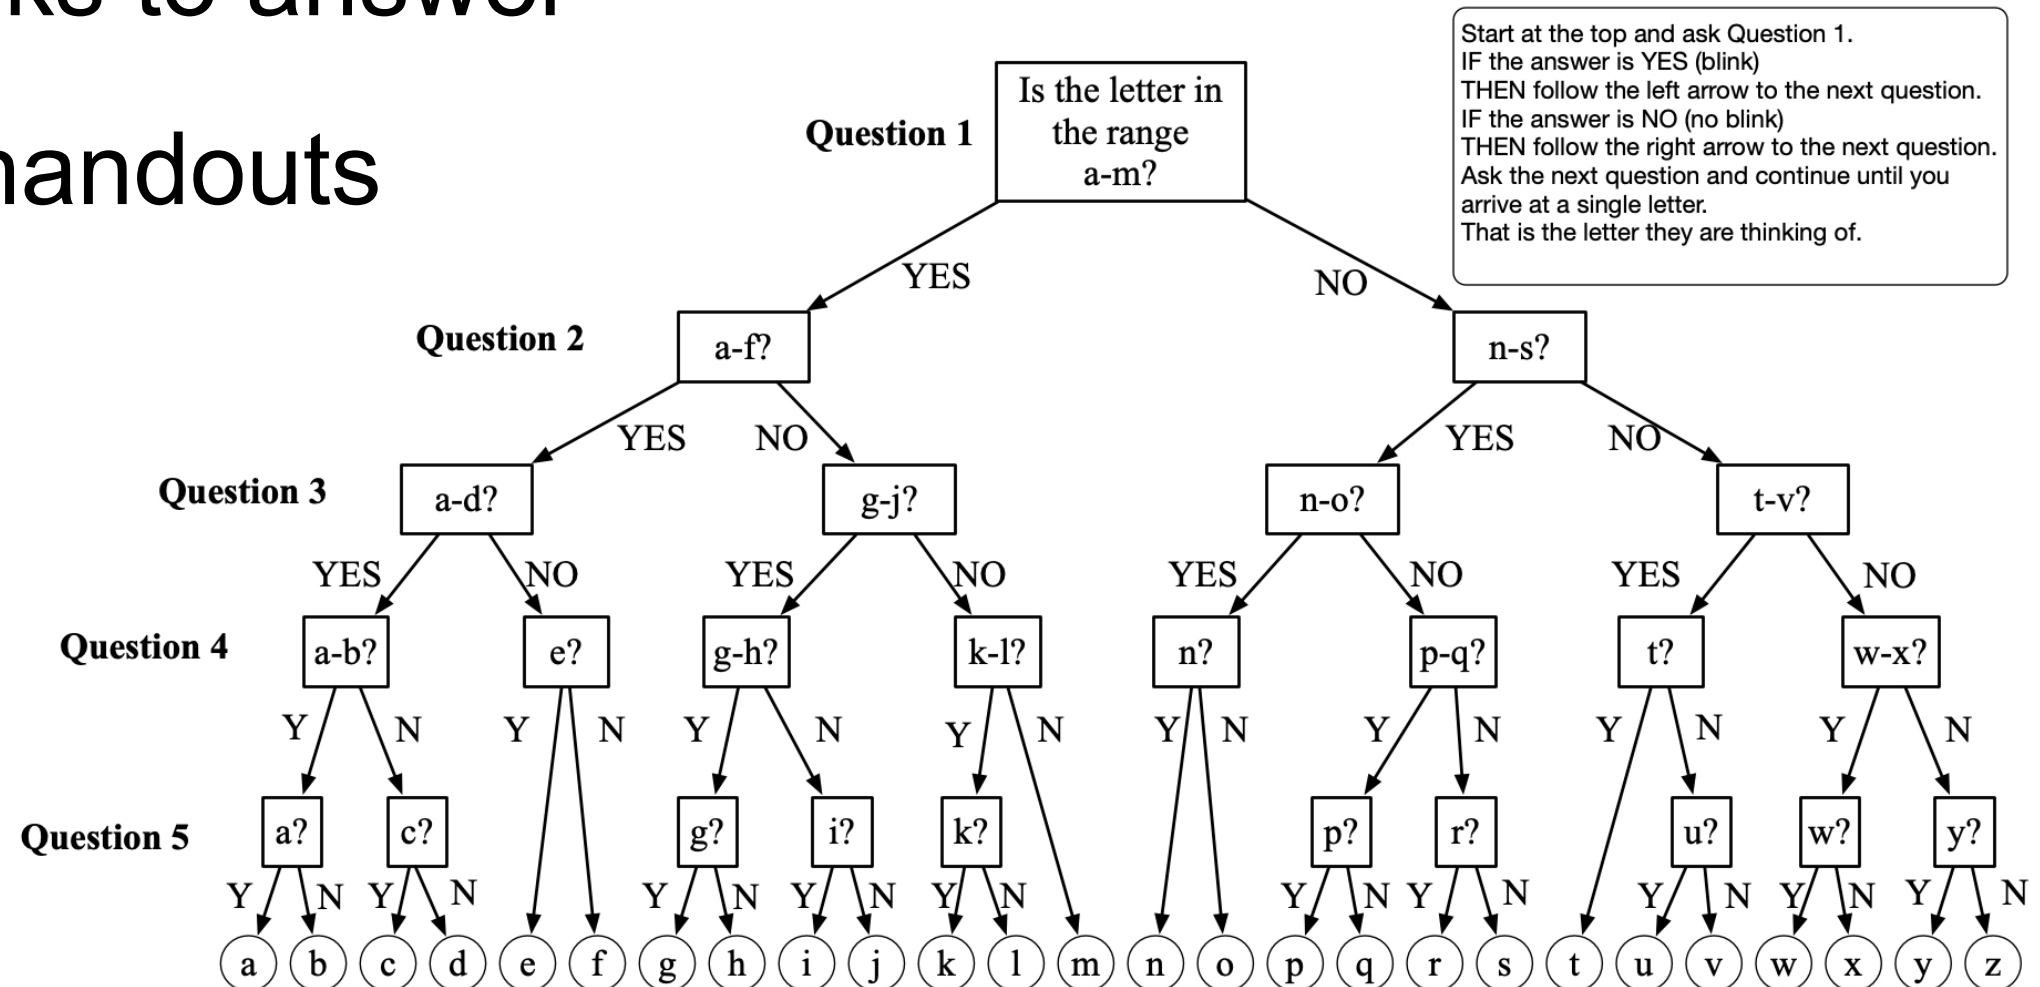 to answer
handouts
Start at the top and ask Question 1.
IF the answer is YES (blink)
THEN follow the left arrow to the next question.
IF the answer is NO (no blink)
THEN follow the right arrow to the next question.
Ask the next question and continue until you
arrive at a single letter.
That is the letter they are thinking of.
Question 1
Is the letter in
the range
a-m?
YES NO
Question 2
a-f? n-s?
YES NO YES NO
Question 3
a-d? g-j? n-o? t-v?
YES NO YES NO YES NO YES NO
Question 4
a-b? e? g-h? k-l? n? p-q? t? w-x?
Y N Y N Y N Y N Y N Y N Y N Y N
Question 5
a? c? g? i? k? p? r? u? w? y?
Y N Y N Y N Y N Y N Y N Y N Y N Y N Y N
a b c d e f g h i j k l m n o p q r s t u v w x y z